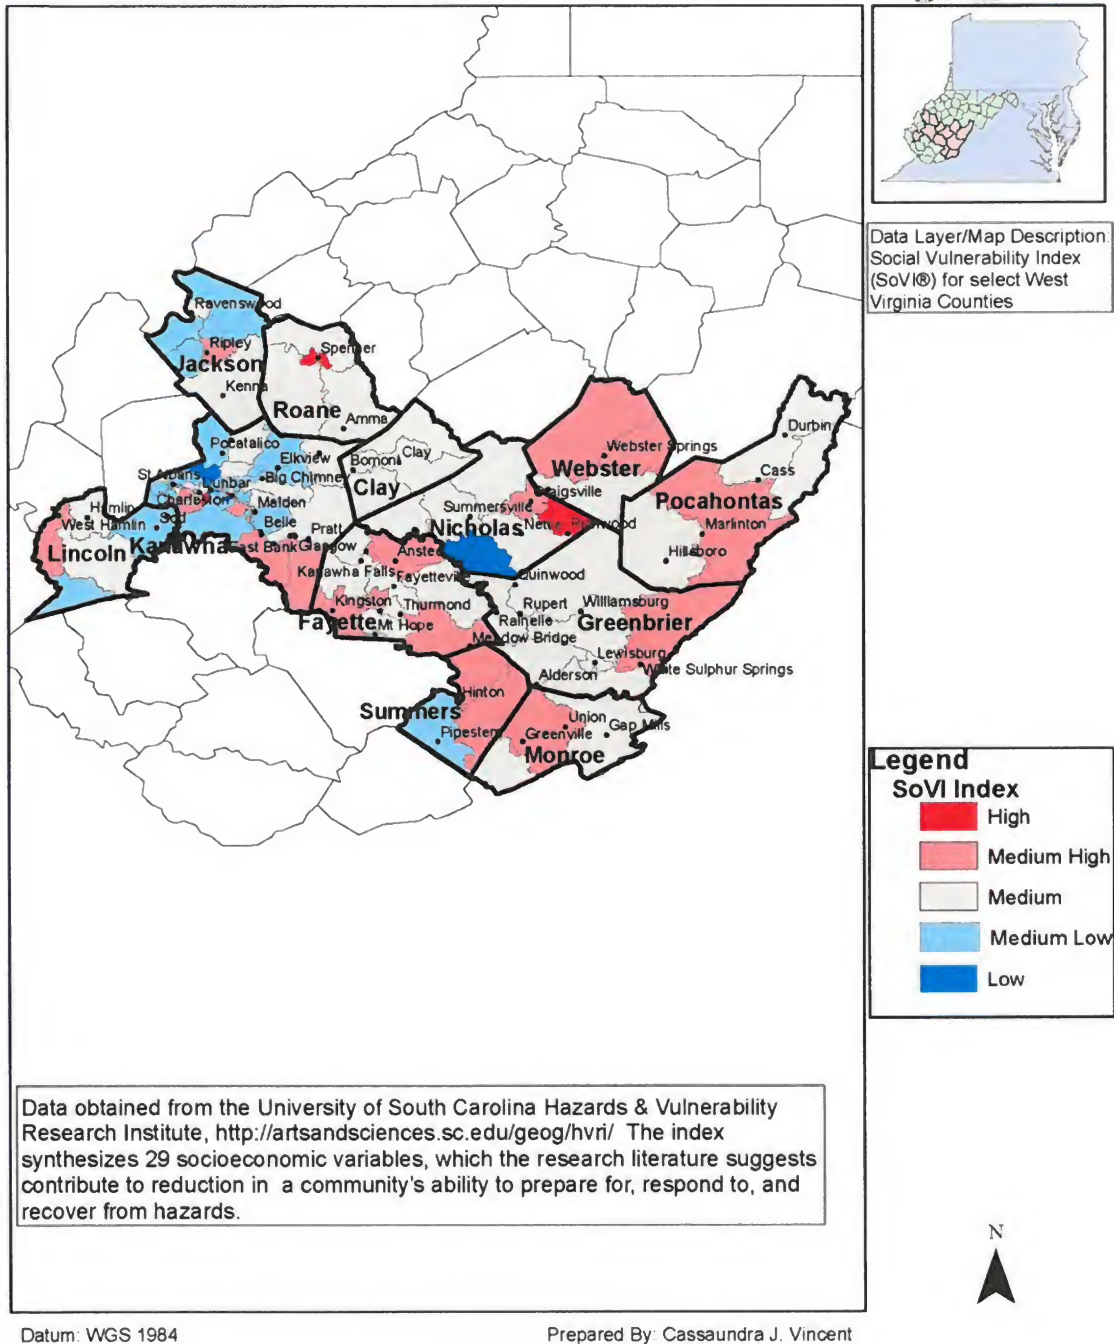 Data Layer/Map Description:
Social Vulnerability Index
(SoVI®) for select West
Virginia Counties
Ravenswood
Ripley
Jackson
Kenna
Spencer
Roane
Amma
Pocatalico
Elkview
St Albans
Dunbar
Big Chimney
Charleston
Malden
Belle
Pratt
East Bank
Glasgow
Hamlin
West Hamlin
Sod
Lincoln
Kanawha
Bomont
Clay
Clay
Webster Springs
Webster
Craigsville
Summersville
Nicholas
Richwood
Durbin
Cass
Pocahontas
Marlinton
Hillsboro
Ansted
Kanawha Falls
Fayetteville
Kingston
Thurmond
Fayette
Mt Hope
Meadow Bridge
Quinwood
Rupert
Williamsburg
Rainelle
Greenbrier
Lewisburg
Alderson
White Sulphur Springs
Hinton
Summers
Pipestem
Union
Gap Mills
Greenville
Monroe
Legend
SoVI Index
High
Medium High
Medium
Medium Low
Low
Data obtained from the University of South Carolina Hazards & Vulnerability
Research Institute, http://artsandsciences.sc.edu/geog/hvri/ The index
synthesizes 29 socioeconomic variables, which the research literature suggests
contribute to reduction in a community's ability to prepare for, respond to, and
recover from hazards.
N
Datum: WGS 1984
Prepared By: Cassaundra J. Vincent